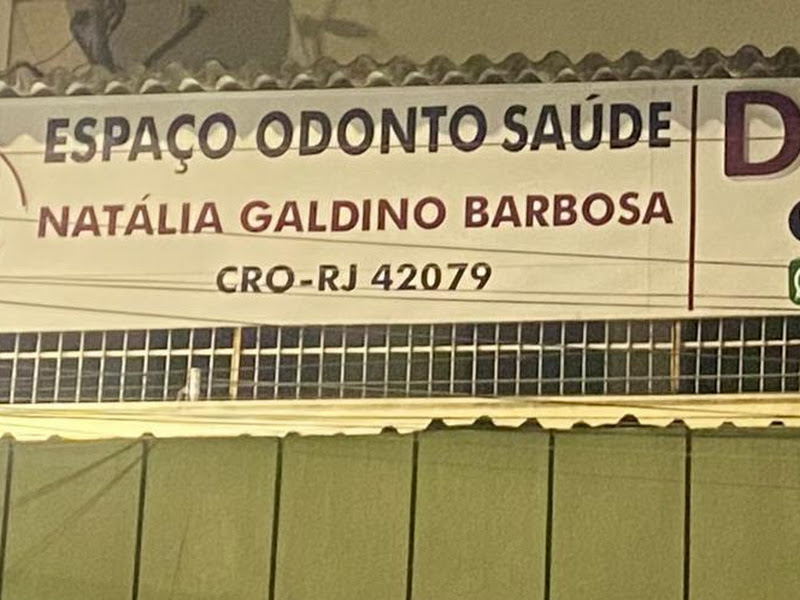 ESPAÇO ODONTO SAÚDE
NATÁLIA GALDINO BARBOSA
CRO-RJ 42079
D